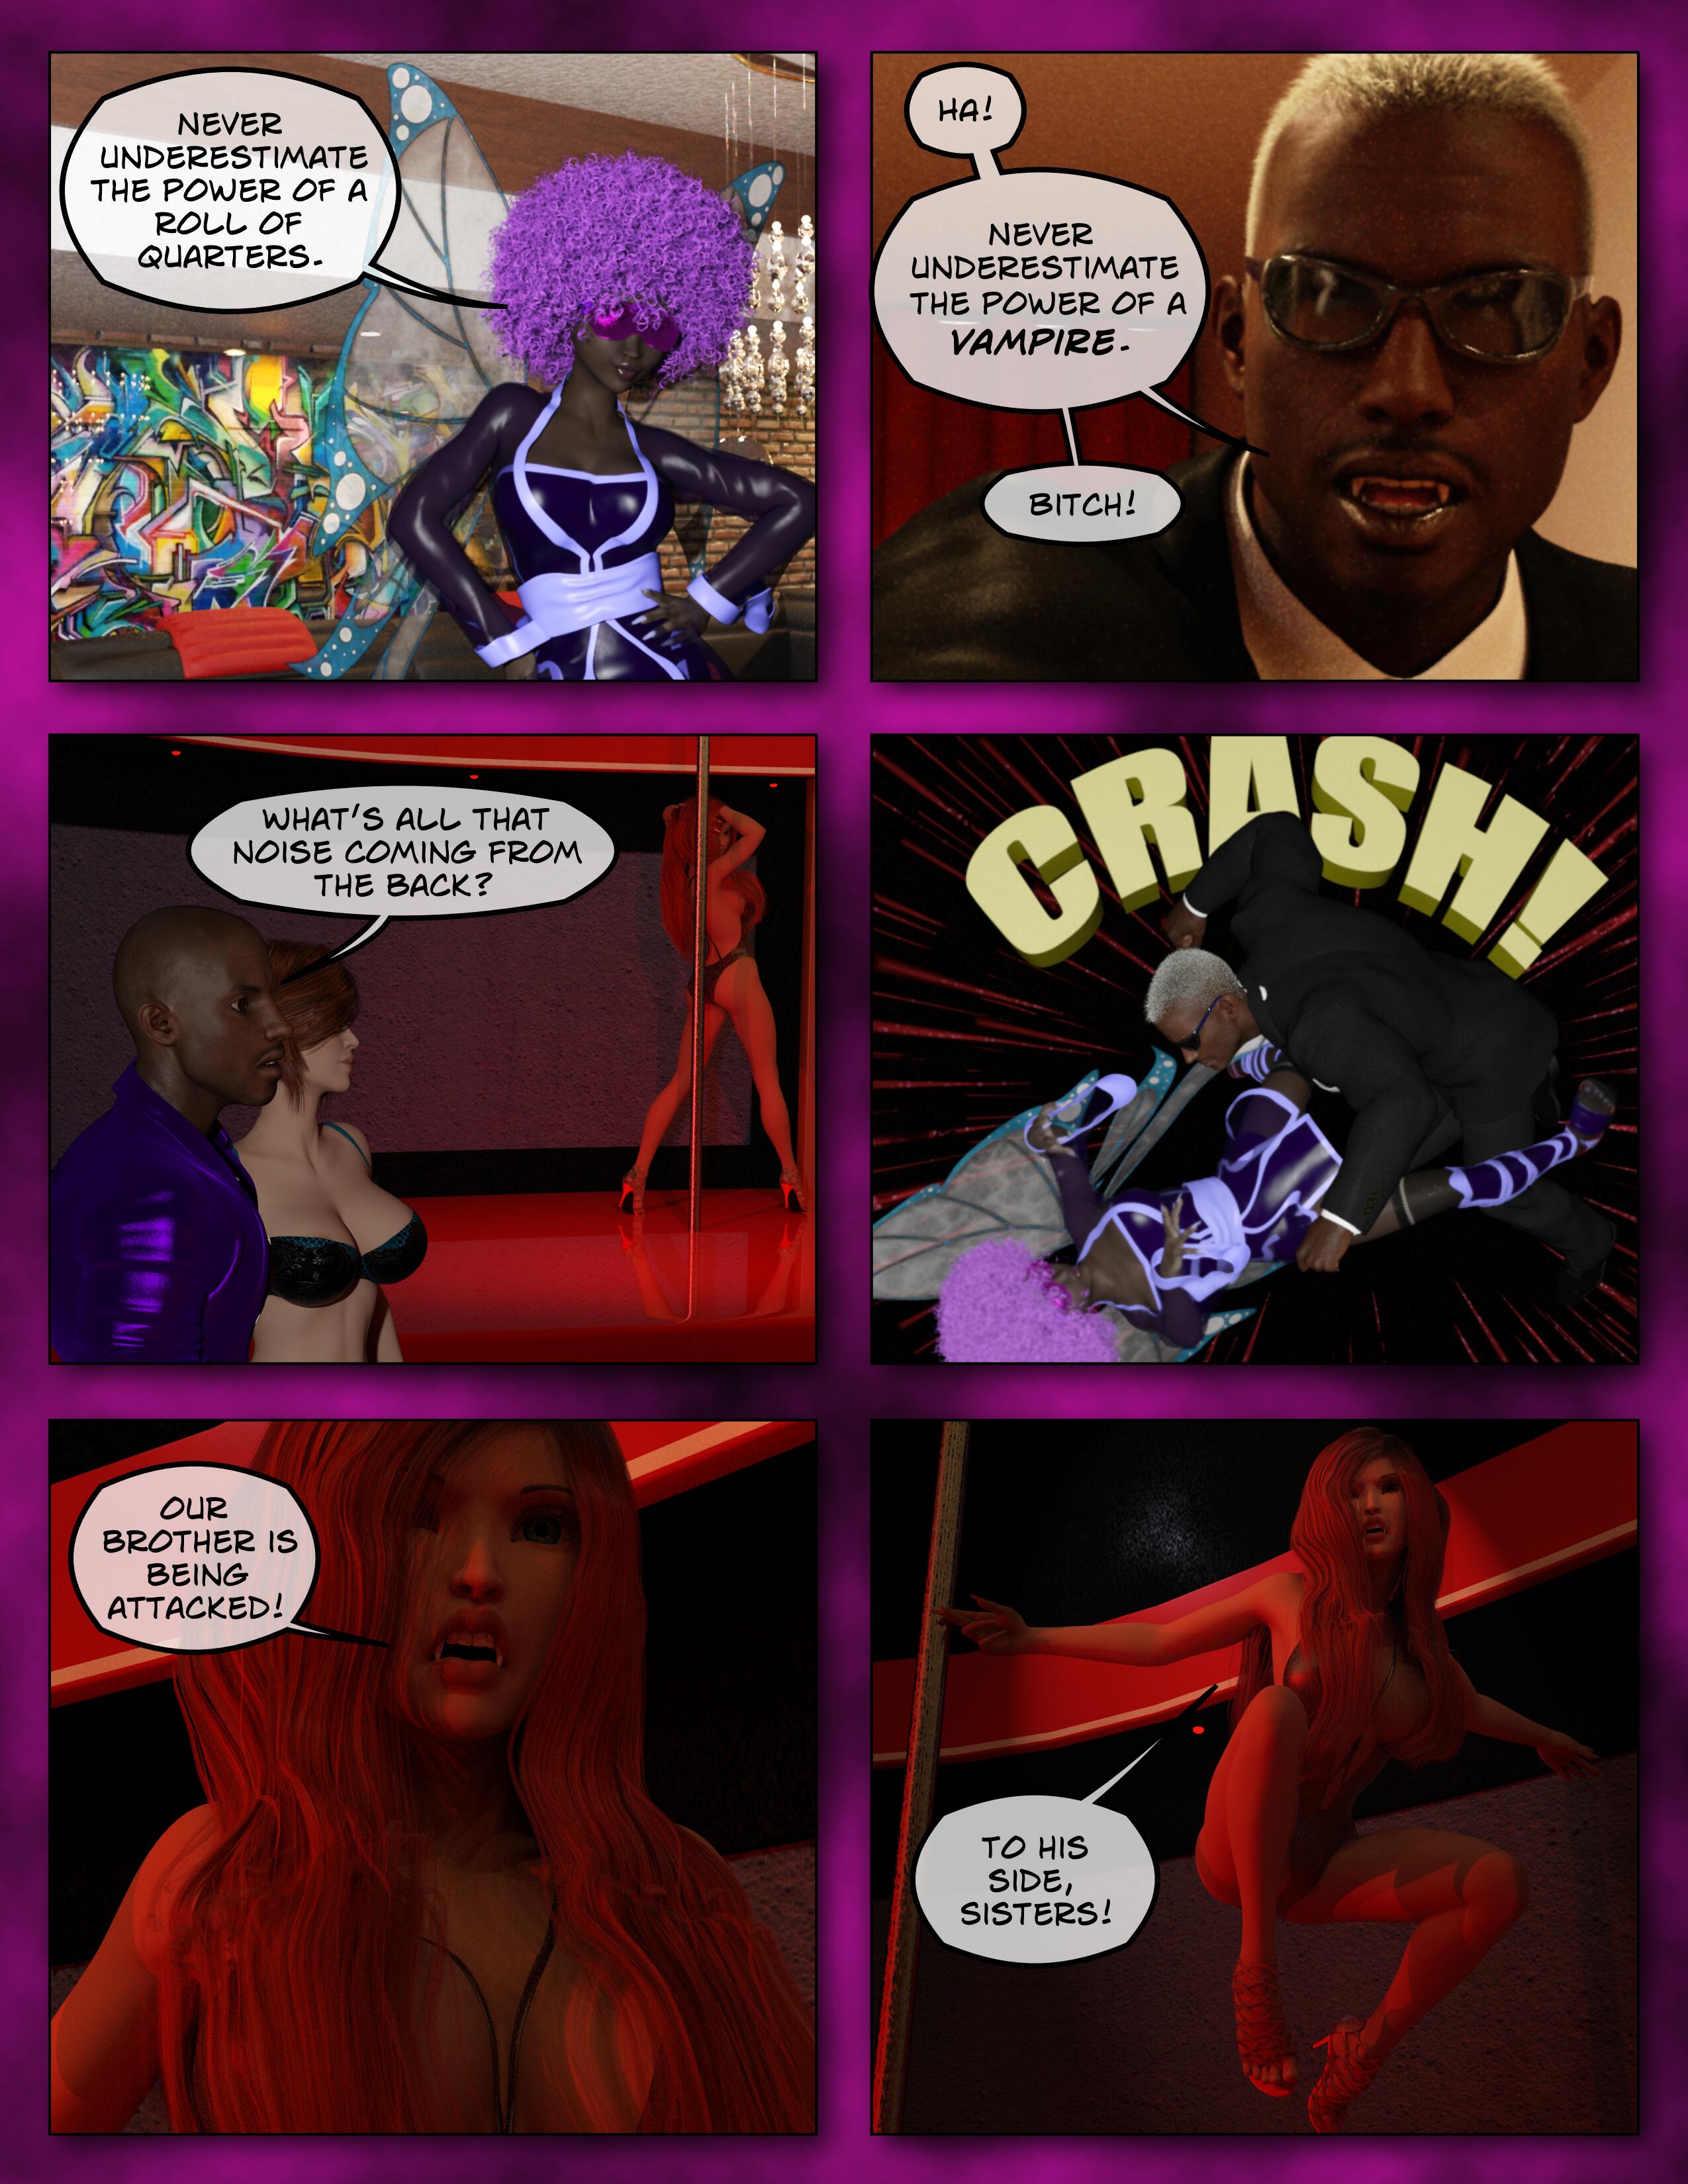 NEVER
UNDERESTIMATE
THE POWER OF A
ROLL OF
QUARTERS.
HA!
NEVER
UNDERESTIMATE
THE POWER OF A
VAMPIRE.
BITCH!
WHAT'S ALL THAT
NOISE COMING FROM
THE BACK?
CRASH!
OUR
BROTHER IS
BEING
ATTACKED!
TO HIS
SIDE,
SISTERS!